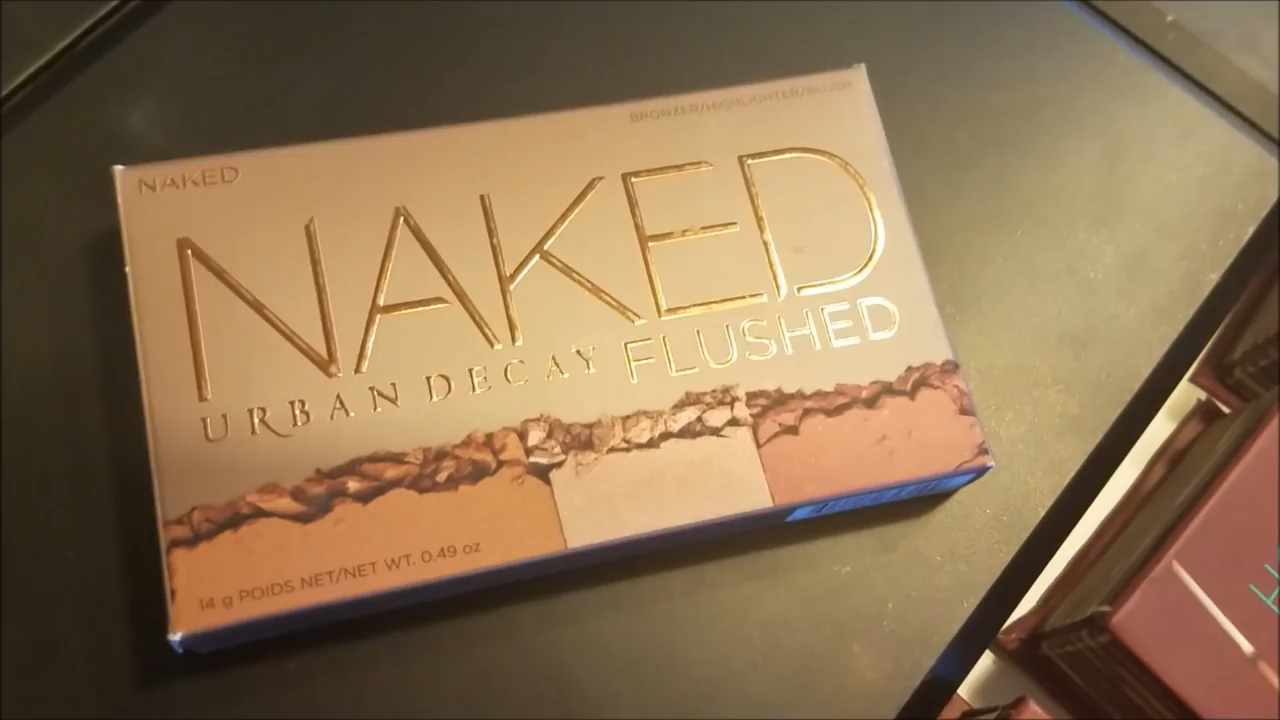 BRONZER/HIGHLIGHTER/BLUSH
NAKED
NAKED
URBAN DECAY FLUSHED
14 g POIDS NET/NET WT. 0.49 oz